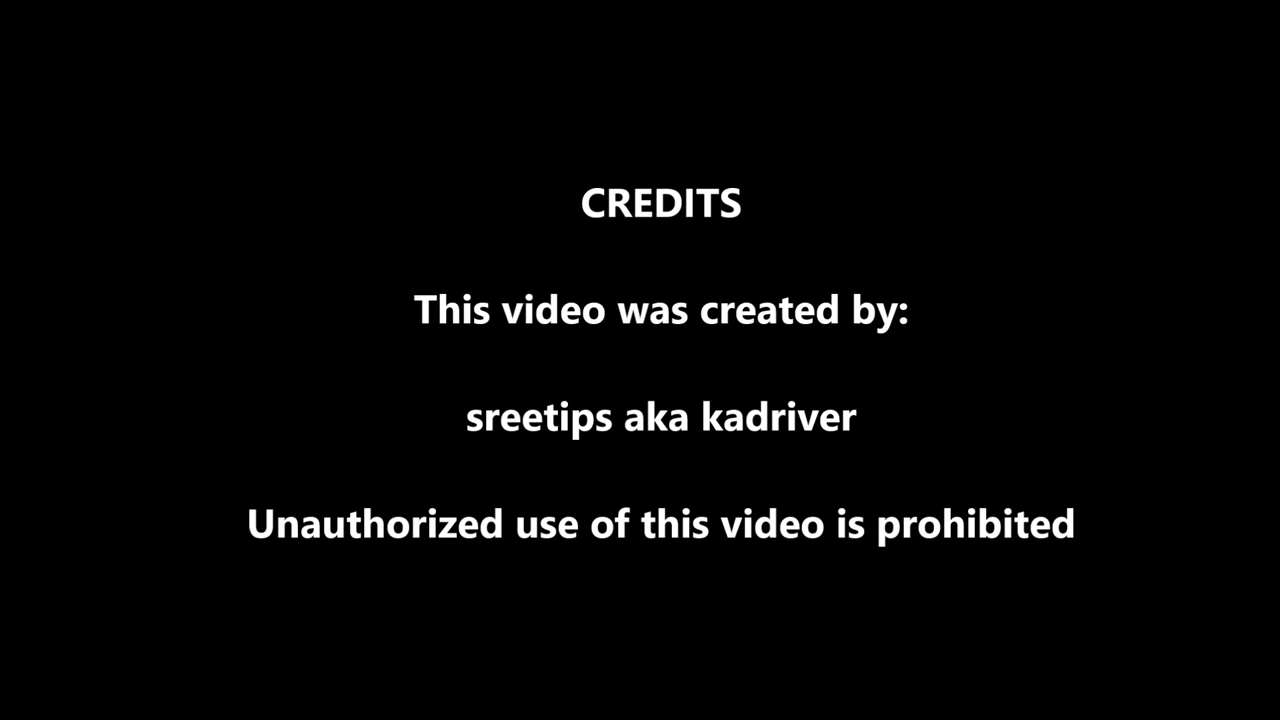 CREDITS
This video was created by:
sreetips aka kadriver
Unauthorized use of this video is prohibited